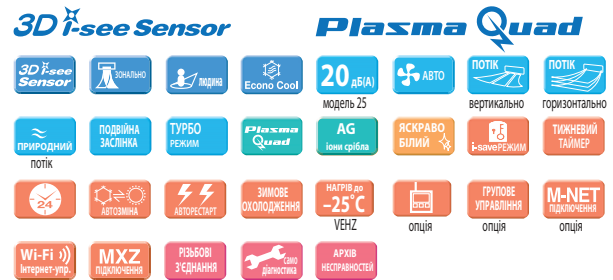 3D i-see Sensor
Plasma Quad
3D i-see
Sensor
ЗОНАЛЬНО
людина
Econo Cool
20 дБ(А)
модель 25
АВТО
ПОТІК
вертикально
ПОТІК
горизонтально
ПРИРОДНИЙ
потік
ПОДВІЙНА
ЗАСЛІНКА
ТУРБО
РЕЖИМ
Plasma
Quad
AG
іони срібла
ЯСКРАВО
БІЛИЙ
i-save РЕЖИМ
ТИЖНЕВИЙ
ТАЙМЕР
24
АВТОЗМІНА
АВТОРЕСТАРТ
ЗИМОВЕ
ОХОЛОДЖЕННЯ
НАГРІВ до
–25˚C
VEHZ
опція
ГРУПОВЕ
УПРАВЛІННЯ
опція
M-NET
ПІДКЛЮЧЕННЯ
опція
Wi-Fi
Інтернет-упр.
MXZ
ПІДКЛЮЧЕННЯ
РІЗЬБОВІ
З'ЄДНАННЯ
Само
діагностика
АРХІВ
НЕСПРАВНОСТЕЙ